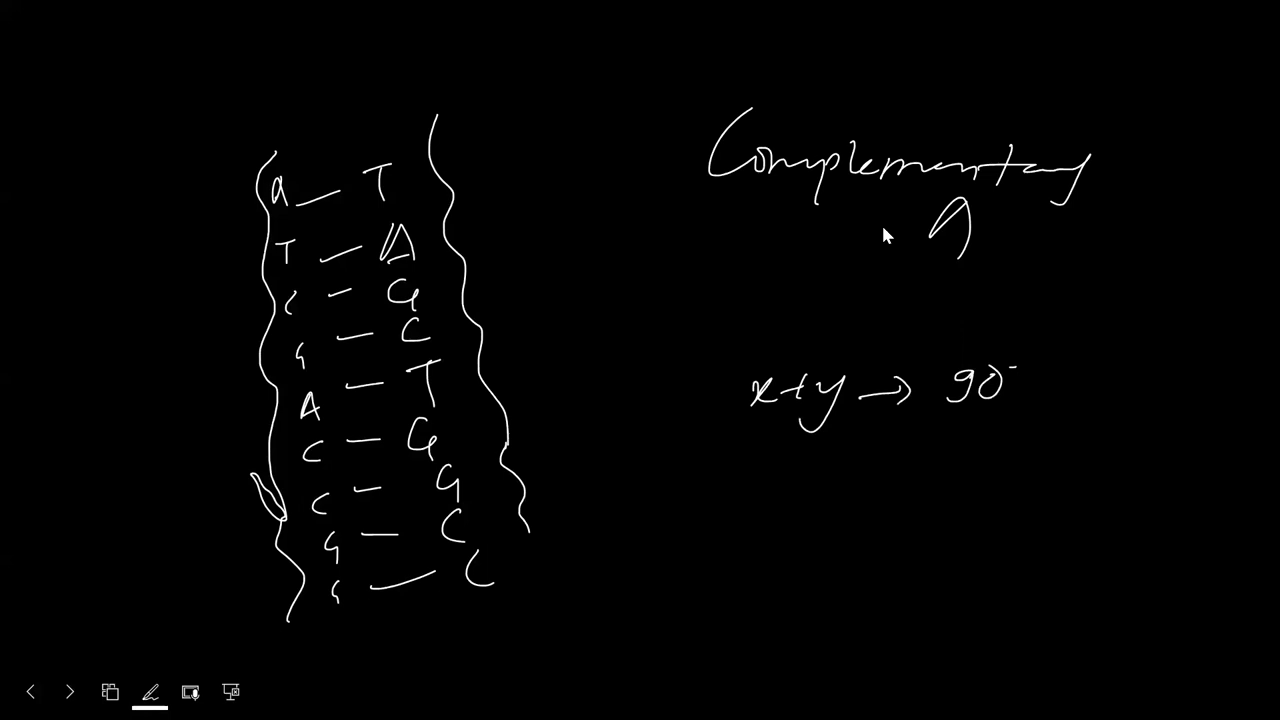 a — T
T — A
C — G
G — C
A — T
C — G
C — G
G — C
G — C
Complementary
x+y → 90°